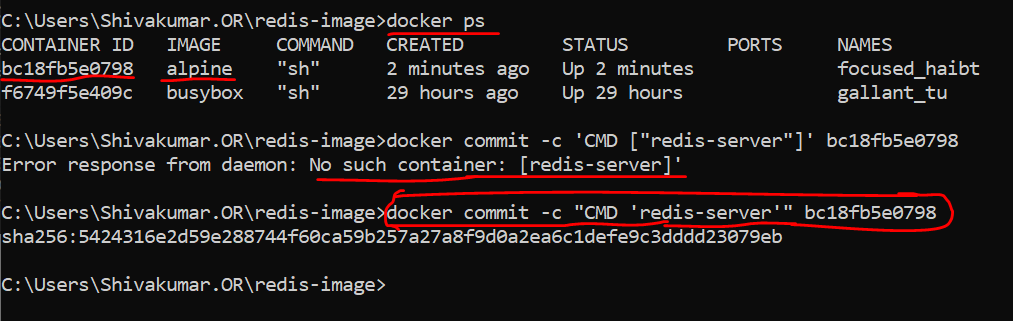 C:\Users\Shivakumar.OR\redis-image>docker ps
CONTAINER ID   IMAGE     COMMAND   CREATED         STATUS         PORTS     NAMES
bc18fb5e0798   alpine    "sh"      2 minutes ago   Up 2 minutes             focused_haibt
f6749f5e409c   busybox   "sh"      29 hours ago    Up 29 hours              gallant_tu
C:\Users\Shivakumar.OR\redis-image>docker commit -c 'CMD ["redis-server"]' bc18fb5e0798
Error response from daemon: No such container: [redis-server]'
C:\Users\Shivakumar.OR\redis-image>docker commit -c "CMD 'redis-server'" bc18fb5e0798
sha256:5424316e2d59e288744f60ca59b257a27a8f9d0a2ea6c1defe9c3dddd23079eb
C:\Users\Shivakumar.OR\redis-image>